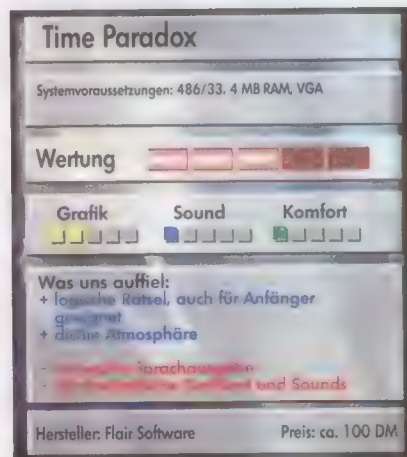 Time Paradox
Systemvoraussetzungen: 486/33, 4 MB RAM, VGA
Wertung
Grafik Sound Komfort
Was uns auffiel:
+ logische Rätsel, auch für Anfänger
geeignet
+ dichte Atmosphäre
- Sprachausgabe
- und Sounds
Hersteller: Flair Software Preis: ca. 100 DM